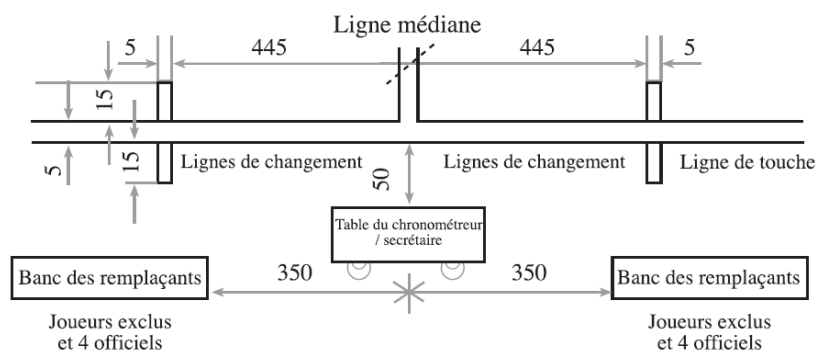 Ligne médiane
5
445
445
5
15
5
15
Lignes de changement
50
Lignes de changement
Ligne de touche
Table du chronométreur
/ secrétaire
Banc des remplaçants
350
350
Banc des remplaçants
Joueurs exclus
et 4 officiels
Joueurs exclus
et 4 officiels